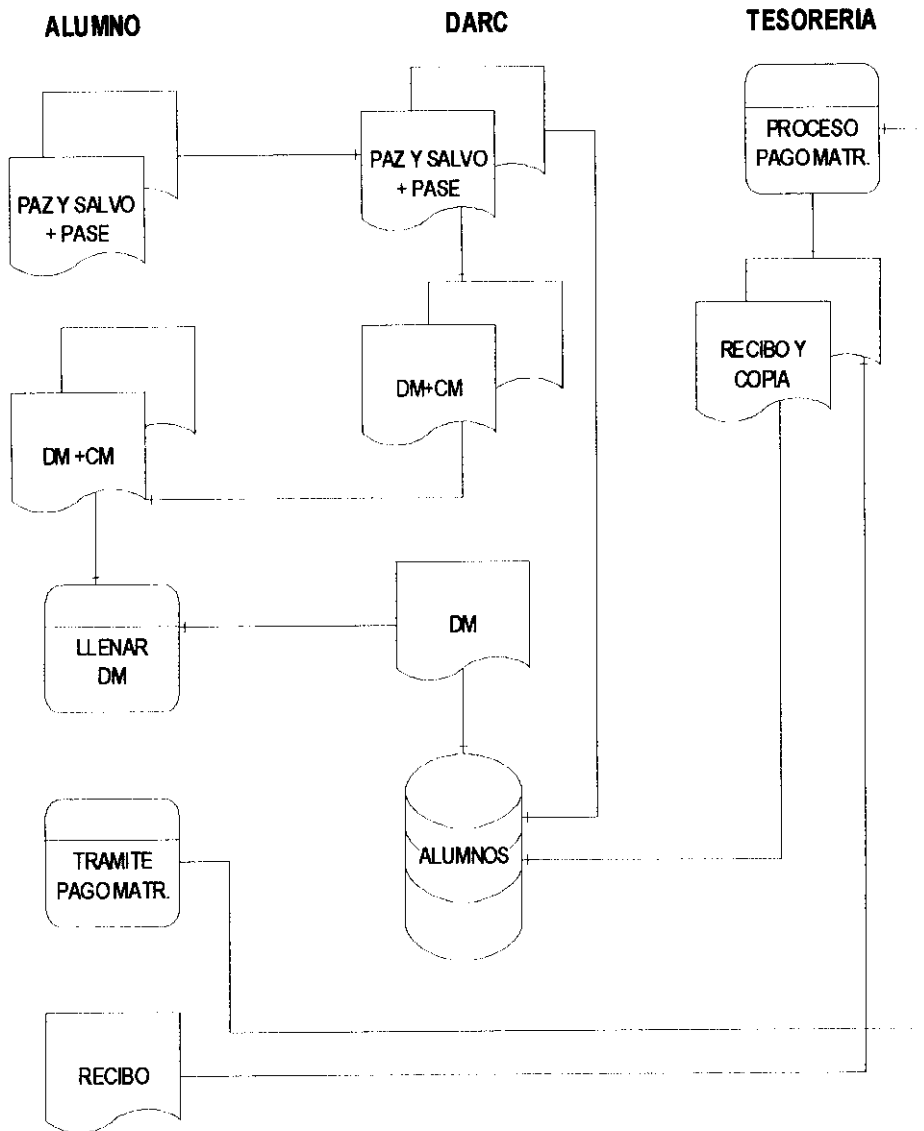 ALUMNO
DARC
TESORERIA
PAZ Y SALVO
+ PASE
PAZ Y SALVO
+ PASE
PROCESO
PAGO MATR.
DM +CM
DM+CM
RECIBO Y
COPIA
LLENAR
DM
DM
TRAMITE
PAGO MATR.
ALUMNOS
RECIBO